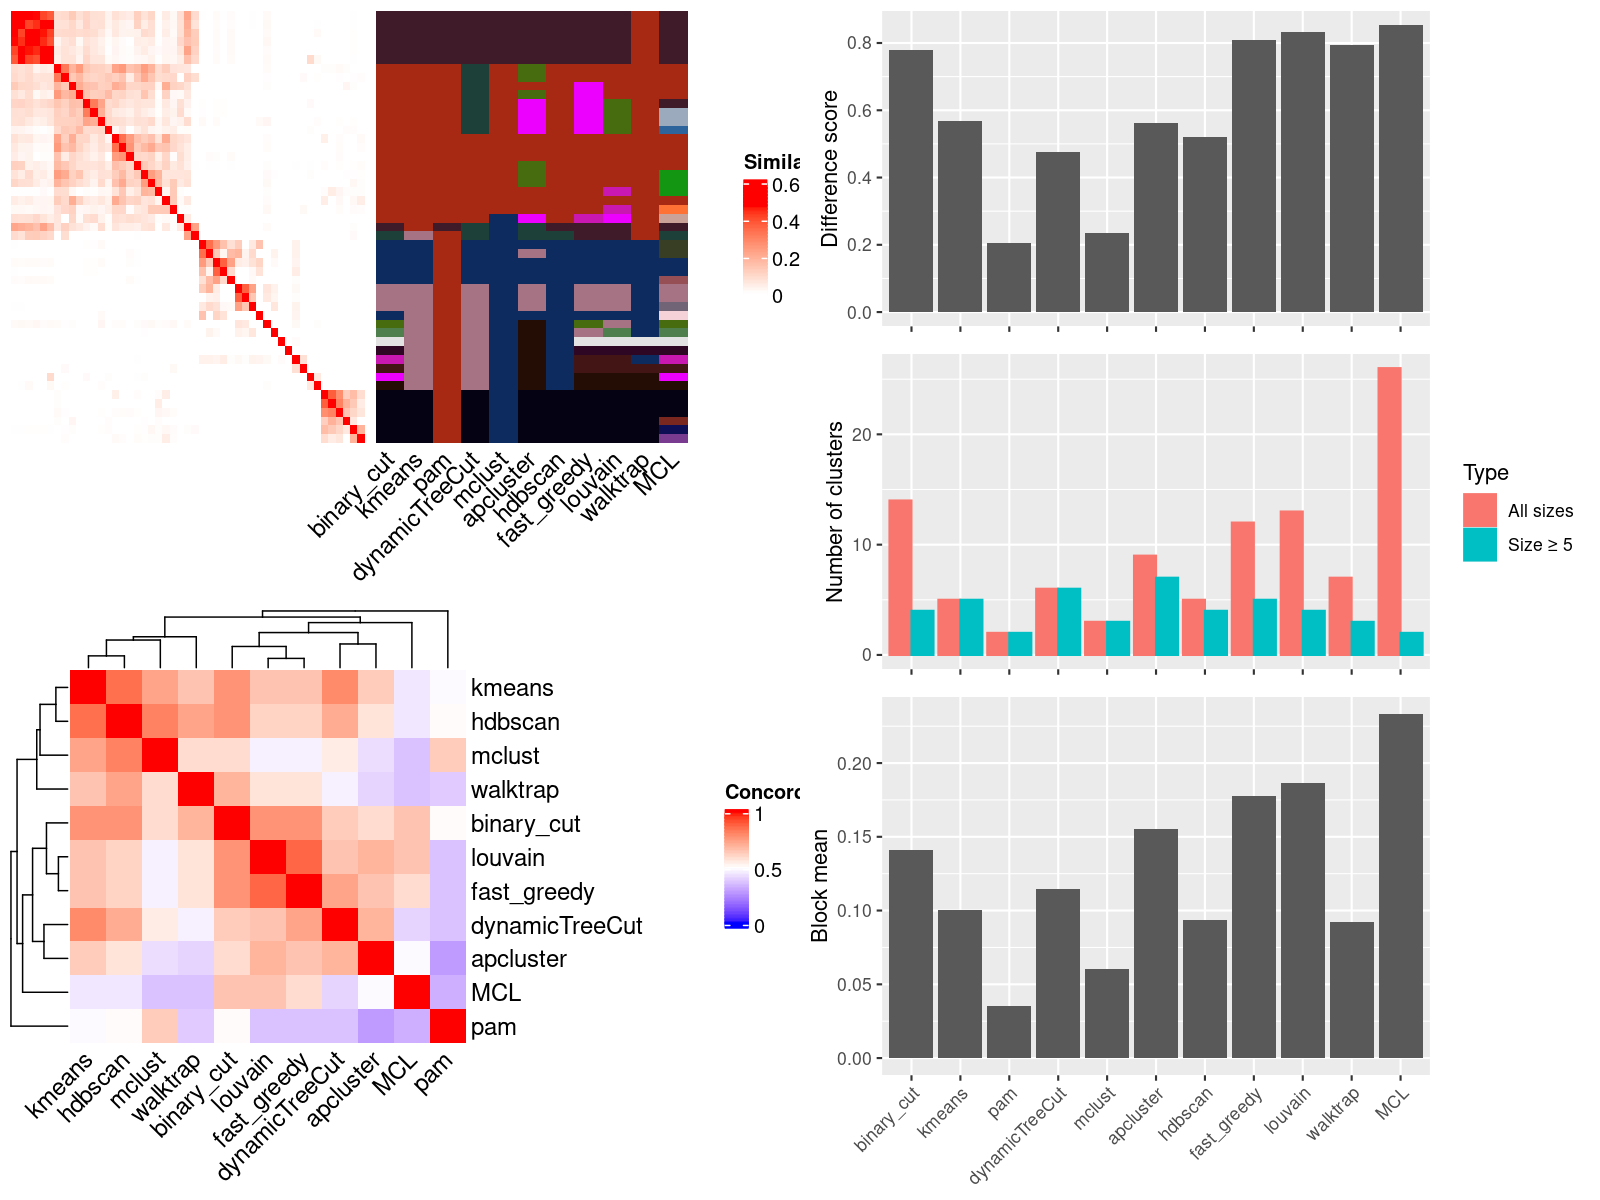 Simila
0.6
0.4
0.2
0
binary_cut
kmeans
pam
dynamicTreeCut
mclust
apcluster
hdbscan
fast_greedy
louvain
walktrap
MCL
kmeans
hdbscan
mclust
walktrap
binary_cut
louvain
fast_greedy
dynamicTreeCut
apcluster
MCL
pam
kmeans
hdbscan
mclust
walktrap
binary_cut
louvain
fast_greedy
dynamicTreeCut
apcluster
MCL
pam
Concord
1
0.5
0
Difference score
0.8
0.6
0.4
0.2
0.0
Number of clusters
20
10
0
Type
All sizes
Size ≥ 5
Block mean
0.20
0.15
0.10
0.05
0.00
binary_cut
kmeans
pam
dynamicTreeCut
mclust
apcluster
hdbscan
fast_greedy
louvain
walktrap
MCL